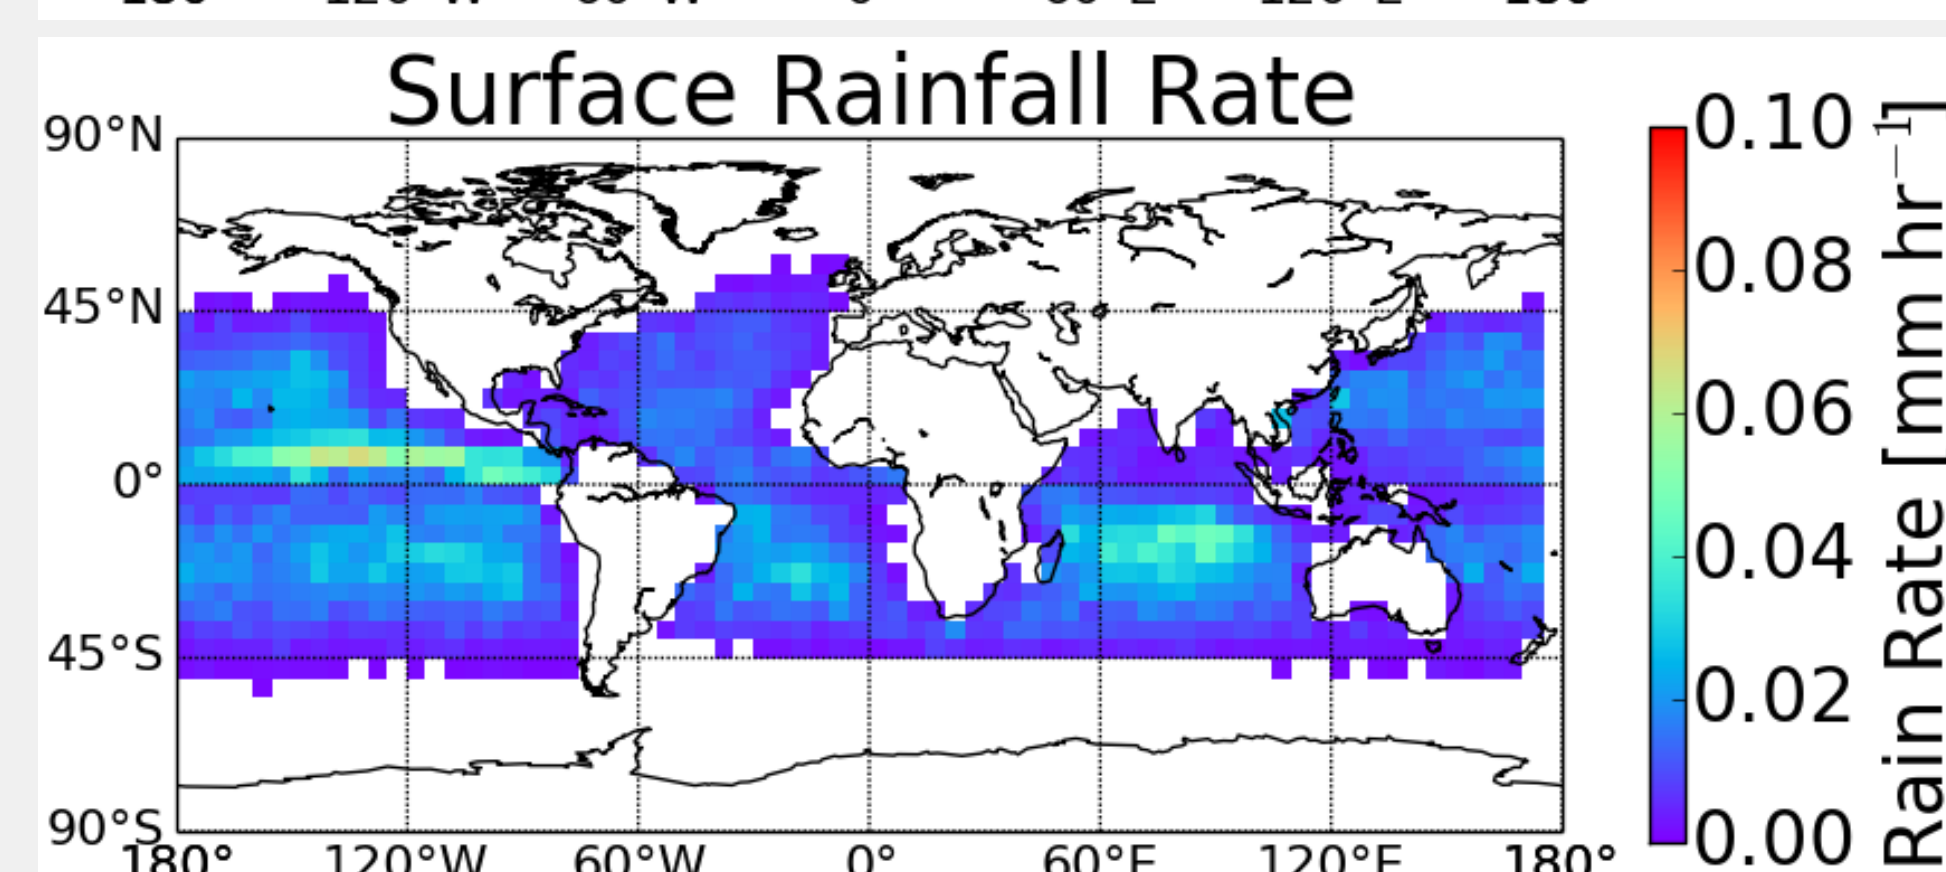 Surface Rainfall Rate
90°N
45°N
0°
45°S
90°S
180° 120°W 60°W 0° 60°E 120°E 180°
0.10
0.08
0.06
0.04
0.02
0.00
Rain Rate [mm hr⁻¹]